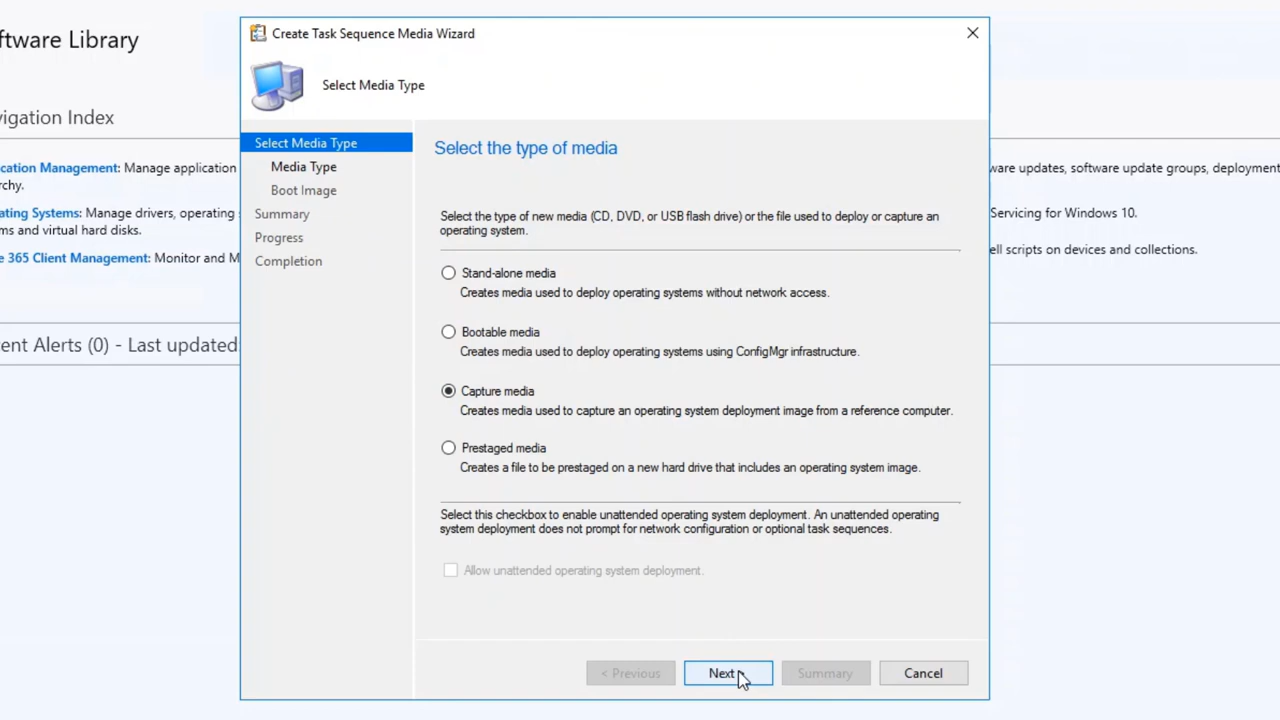 Create Task Sequence Media Wizard
Select Media Type
Select Media Type
Media Type
Boot Image
Summary
Progress
Completion
Select the type of media
Select the type of new media (CD, DVD, or USB flash drive) or the file used to deploy or capture an
operating system.
Stand-alone media
Creates media used to deploy operating systems without network access.
Bootable media
Creates media used to deploy operating systems using ConfigMgr infrastructure.
Capture media
Creates media used to capture an operating system deployment image from a reference computer.
Prestaged media
Creates a file to be prestaged on a new hard drive that includes an operating system image.
Select this checkbox to enable unattended operating system deployment. An unattended operating
system deployment does not prompt for network configuration or optional task sequences.
Allow unattended operating system deployment.
< Previous
Next
Summary
Cancel
ftware Library
vigation Index
ication Management: Manage application
rchy.
ating Systems: Manage drivers, operating s
ms and virtual hard disks.
e 365 Client Management: Monitor and M
ent Alerts (0) - Last updated:
ware updates, software update groups, deployment
Servicing for Windows 10.
ell scripts on devices and collections.